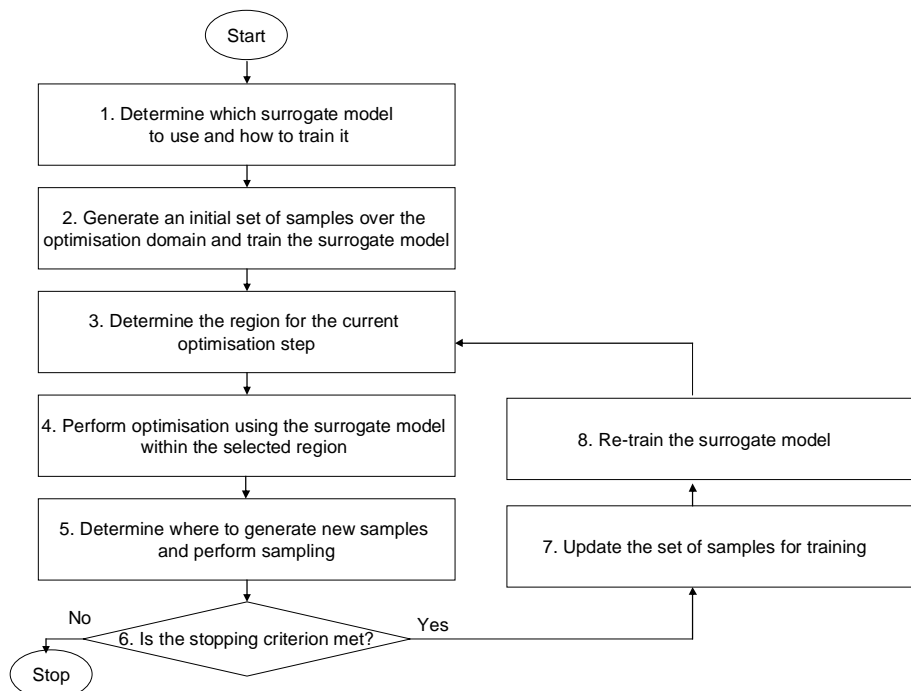 Start
1. Determine which surrogate model
to use and how to train it
2. Generate an initial set of samples over the
optimisation domain and train the surrogate model
3. Determine the region for the current
optimisation step
4. Perform optimisation using the surrogate model
within the selected region
5. Determine where to generate new samples
and perform sampling
No
6. Is the stopping criterion met?
Yes
Stop
7. Update the set of samples for training
8. Re-train the surrogate model